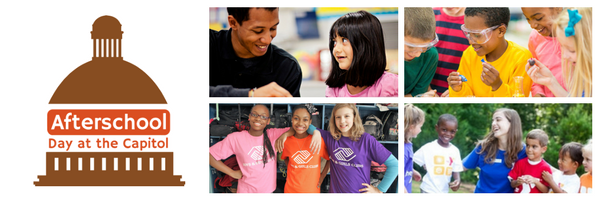 Afterschool
Day at the Capitol